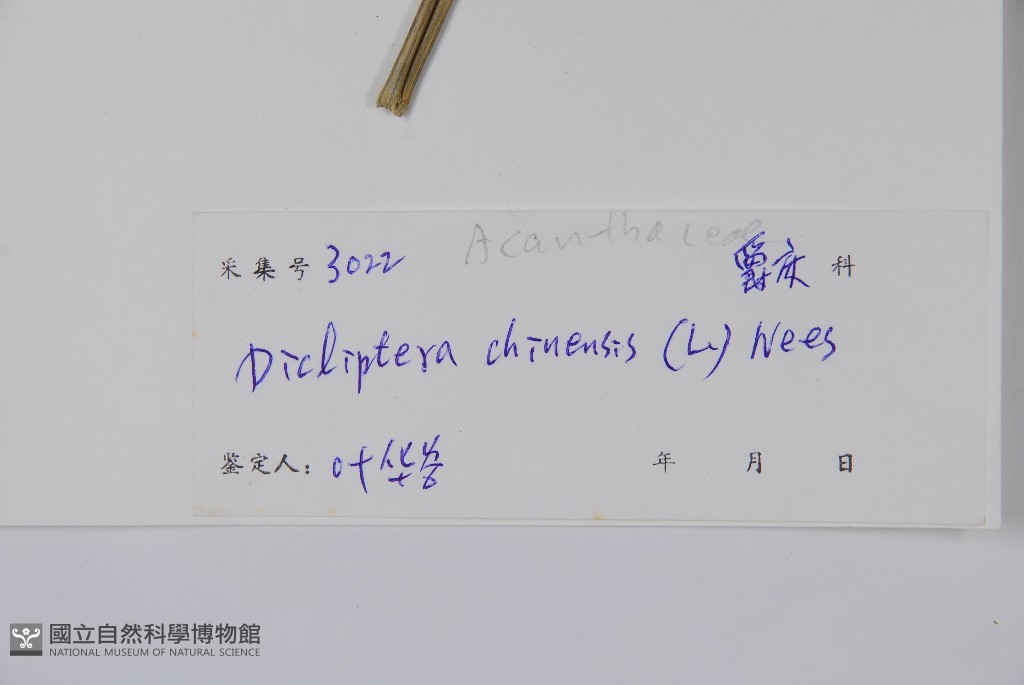 Acanthaceae
采集号 3022 爵床 科
Dicliptera chinensis (L.) Nees
鉴定人: 叶华谷 年 月 日
國立自然科學博物館
NATIONAL MUSEUM OF NATURAL SCIENCE